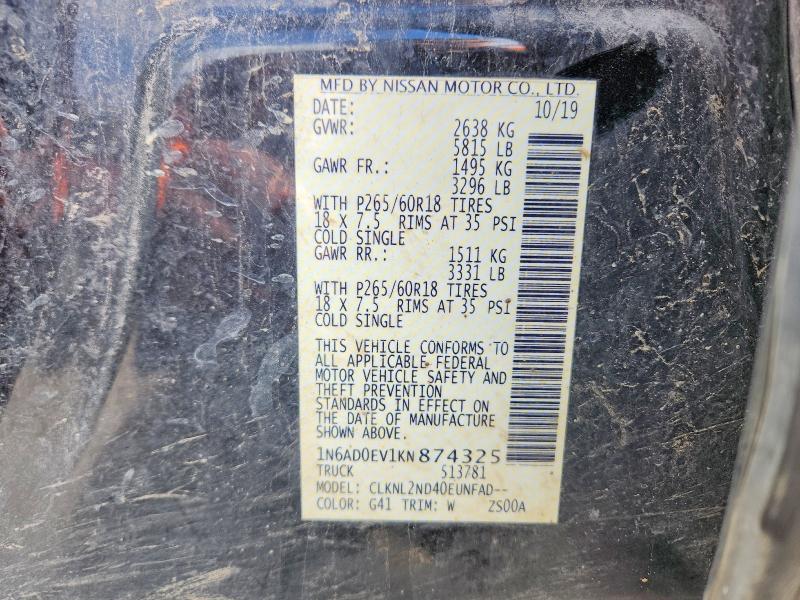 MFD BY NISSAN MOTOR CO., LTD.
DATE: 10/19
GVWR: 2638 KG
5815 LB
GAWR FR.: 1495 KG
3296 LB
WITH P265/60R18 TIRES
18 X 7.5 RIMS AT 35 PSI
COLD SINGLE
GAWR RR.: 1511 KG
3331 LB
WITH P265/60R18 TIRES
18 X 7.5 RIMS AT 35 PSI
COLD SINGLE
THIS VEHICLE CONFORMS TO
ALL APPLICABLE FEDERAL
MOTOR VEHICLE SAFETY AND
THEFT PREVENTION
STANDARDS IN EFFECT ON
THE DATE OF MANUFACTURE
SHOWN ABOVE.
1N6AD0EV1KN874325
TRUCK 513781
MODEL: CLKNL2ND40EUNFAD--
COLOR: G41 TRIM: W ZS00A